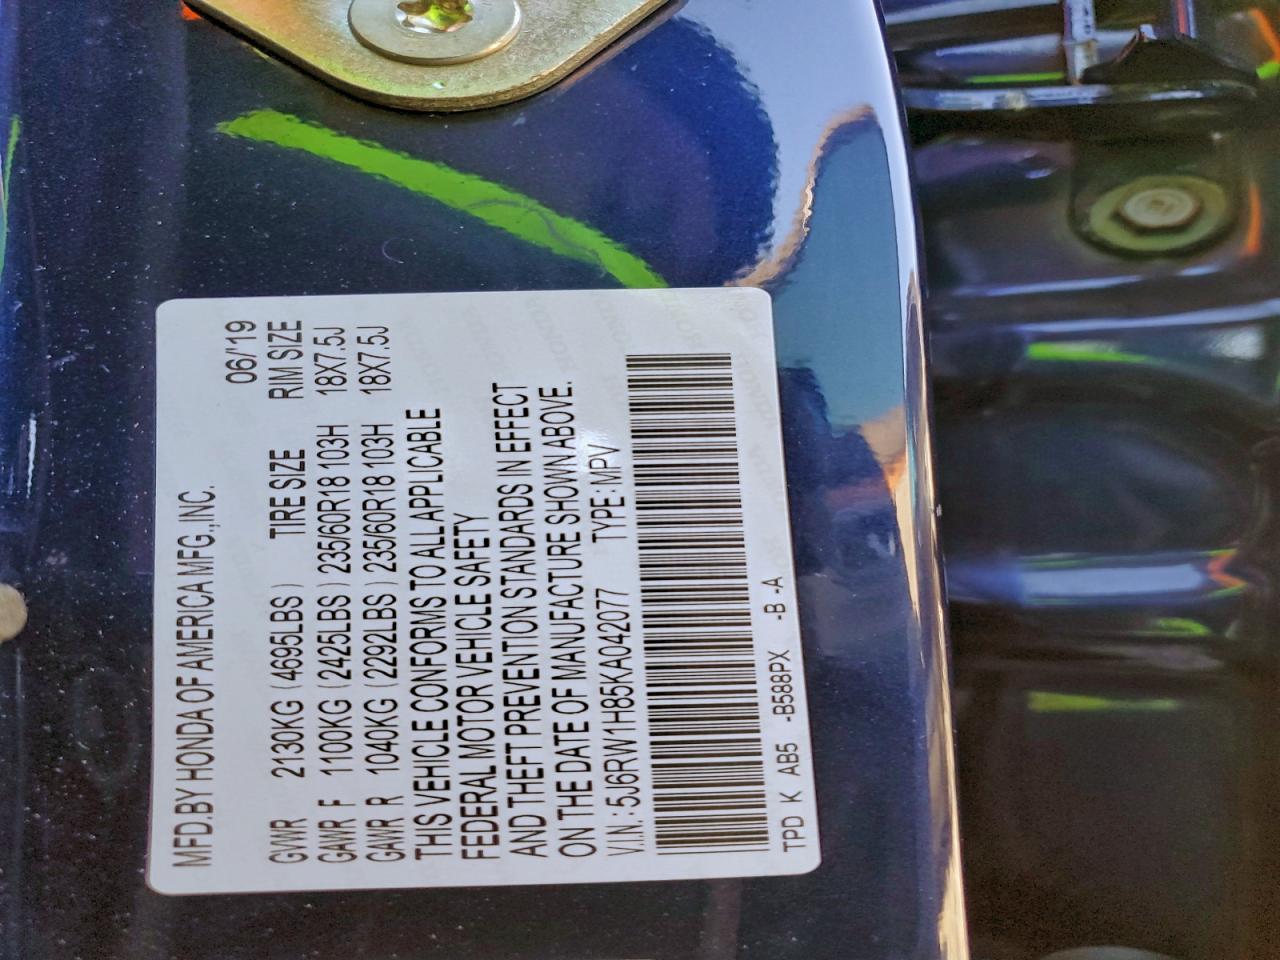 MFD.BY HONDA OF AMERICA MFG.,INC.
06/'19
GVWR 2130KG (4695LBS) TIRE SIZE RIM SIZE
GAWR F 1100KG (2425LBS) 235/60R18 103H 18X7.5J
GAWR R 1040KG (2292LBS) 235/60R18 103H 18X7.5J
THIS VEHICLE CONFORMS TO ALL APPLICABLE
FEDERAL MOTOR VEHICLE SAFETY
AND THEFT PREVENTION STANDARDS IN EFFECT
ON THE DATE OF MANUFACTURE SHOWN ABOVE.
V.I.N.: 5J6RW1H85KA042077 TYPE: MPV
TPD K AB5 -B588PX -B -A